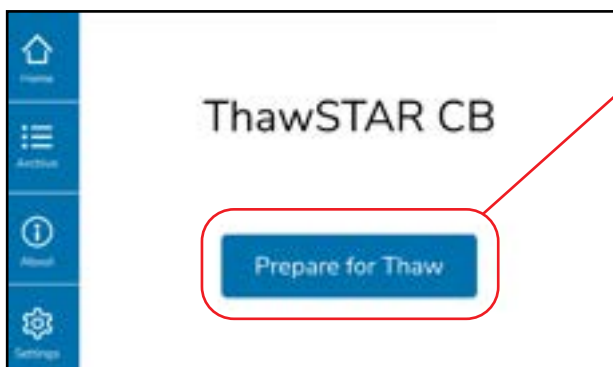 Home
ThawSTAR CB
Archive
About
Prepare for Thaw
Settings